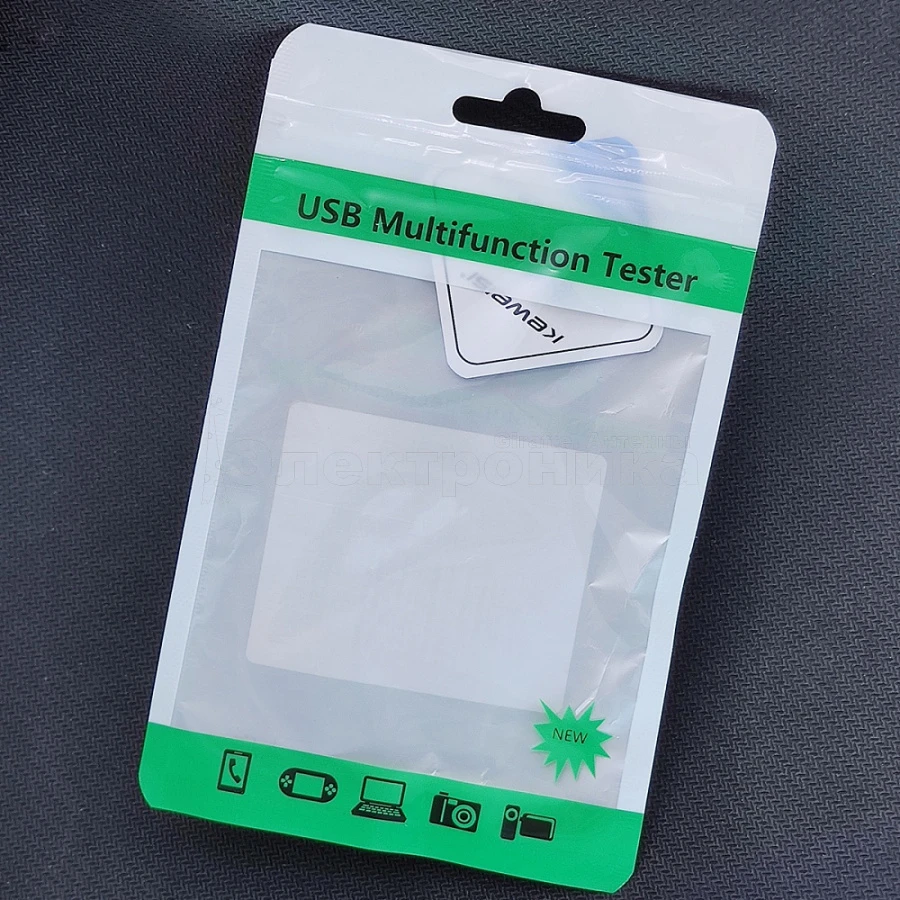 USB Multifunction Tester
keweisi
Электроника
NEW